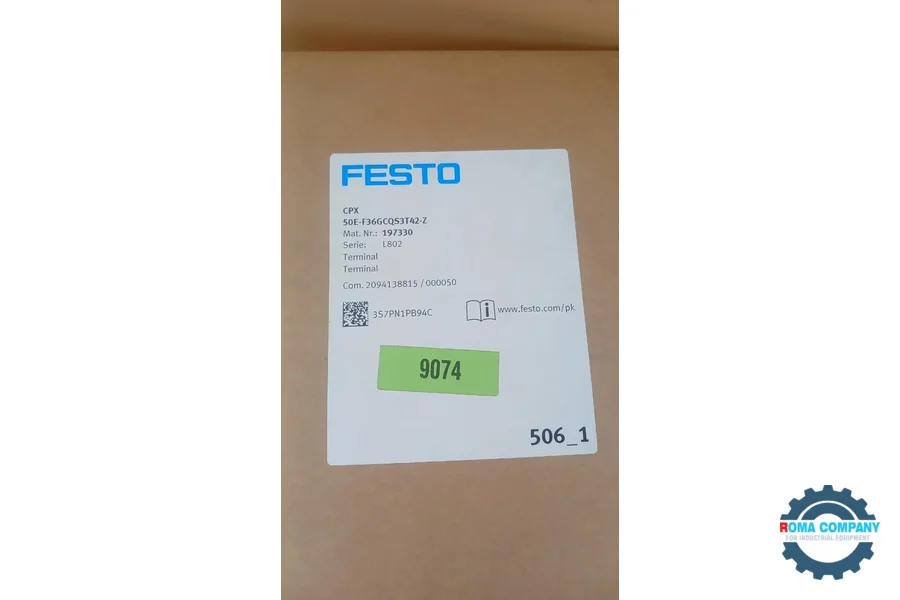 FESTO
CPX
50E-F36GCQS3T42-Z
Mat. Nr.: 197330
Serie: L802
Terminal
Terminal
Com. 2094138815 / 000050
3S7PN1PB94C
i www.festo.com/pk
9074
506_1
ROMA COMPANY
FOR INDUSTRIAL EQUIPMENT